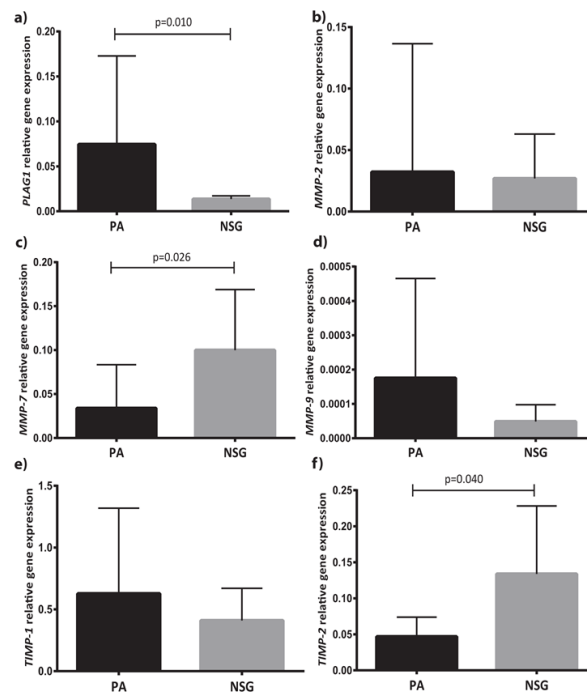 a)
p=0.010
PLAG1 relative gene expression
0.20
0.15
0.10
0.05
0.00
PA NSG
b)
MMP-2 relative gene expression
0.15
0.10
0.05
0.00
PA NSG
c)
p=0.026
MMP-7 relative gene expression
0.20
0.15
0.10
0.05
0.00
PA NSG
d)
MMP-9 relative gene expression
0.0005
0.0004
0.0003
0.0002
0.0001
0.0000
PA NSG
e)
TIMP-1 relative gene expression
1.5
1.0
0.5
0.0
PA NSG
f)
p=0.040
TIMP-2 relative gene expression
0.25
0.20
0.15
0.10
0.05
0.00
PA NSG